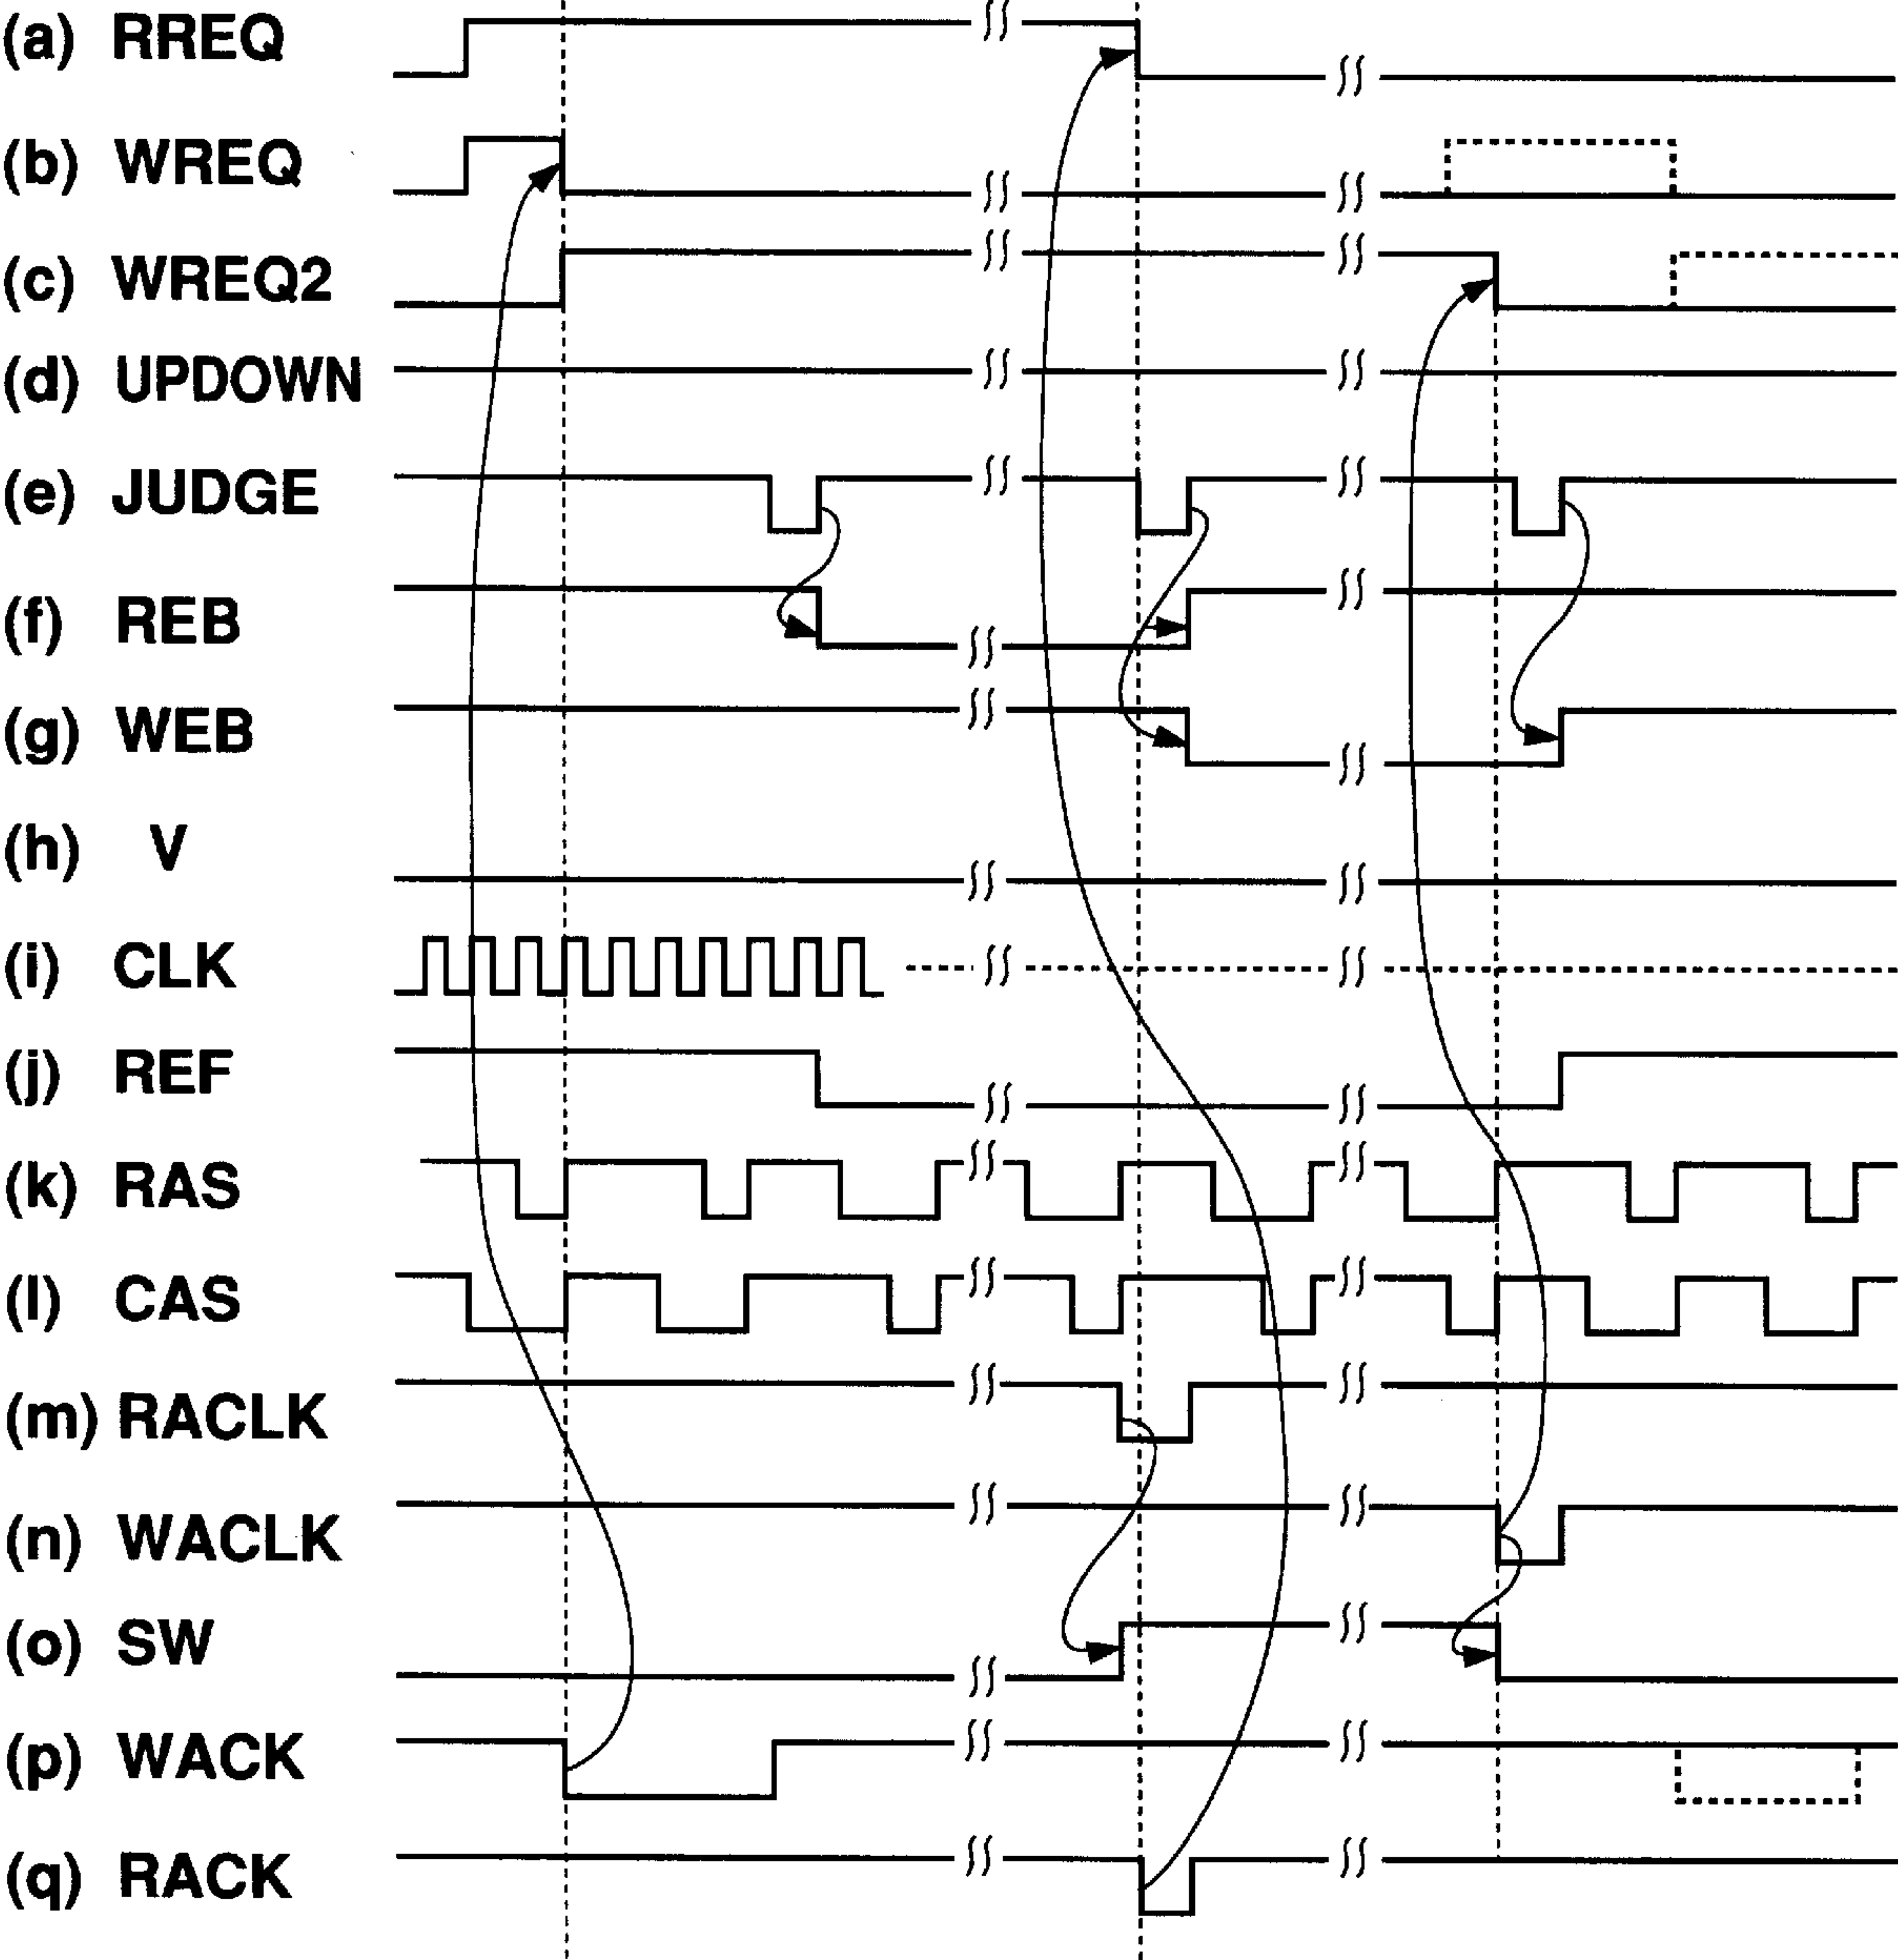 (a) RREQ
(b) WREQ
(c) WREQ2
(d) UPDOWN
(e) JUDGE
(f) REB
(g) WEB
(h) V
(i) CLK
(j) REF
(k) RAS
(l) CAS
(m) RACLK
(n) WACLK
(o) SW
(p) WACK
(q) RACK